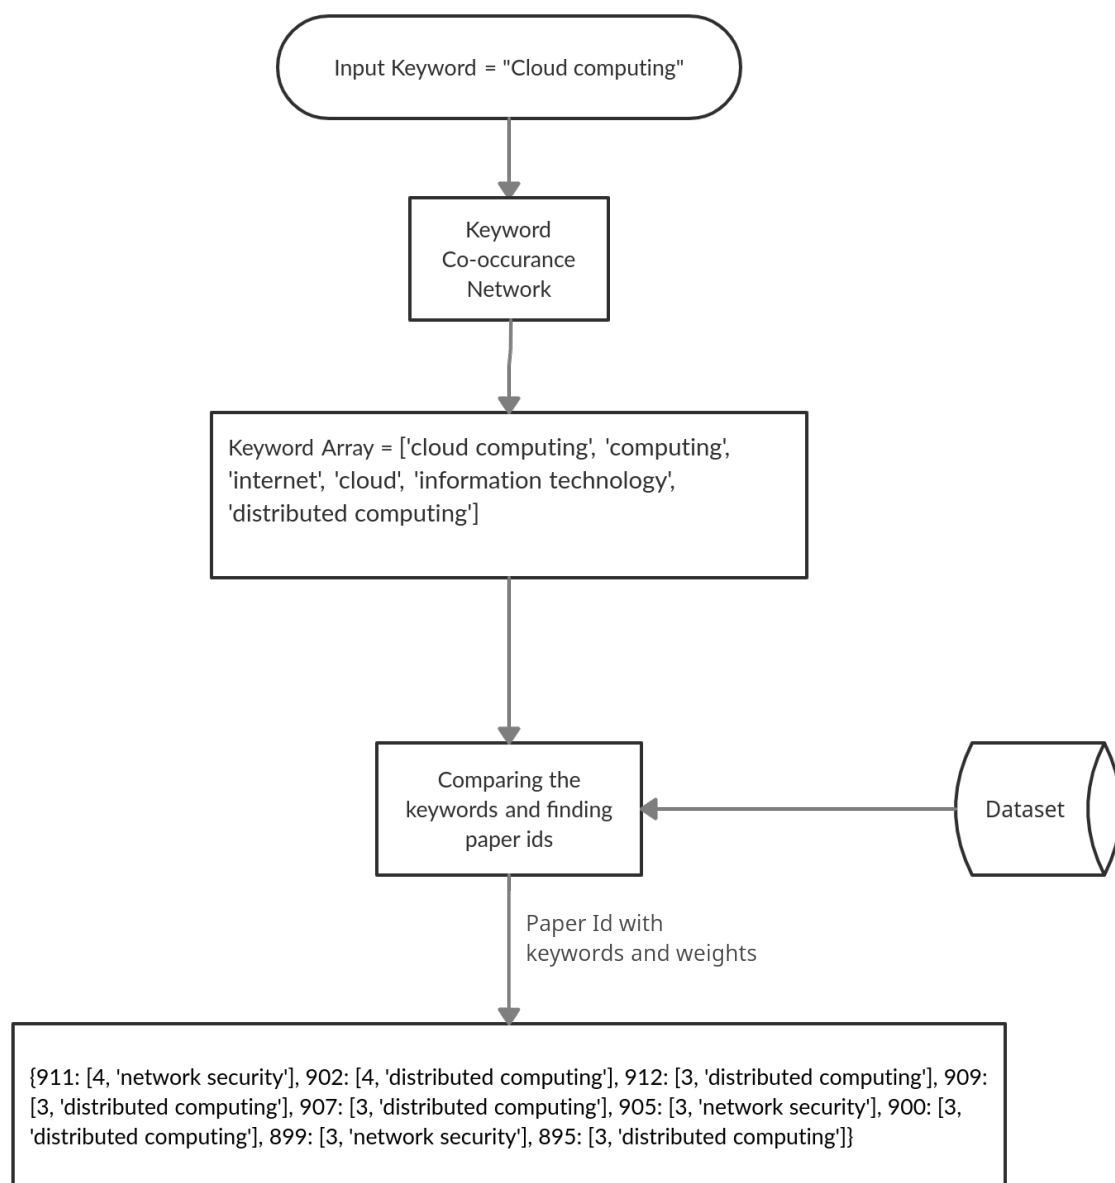 Input Keyword = "Cloud computing"
Keyword
Co-occurance
Network
Keyword Array = ['cloud computing', 'computing',
'internet', 'cloud', 'information technology',
'distributed computing']
Comparing the
keywords and finding
paper ids
Dataset
Paper Id with
keywords and weights
{911: [4, 'network security'], 902: [4, 'distributed computing'], 912: [3, 'distributed computing'], 909:
[3, 'distributed computing'], 907: [3, 'distributed computing'], 905: [3, 'network security'], 900: [3,
'distributed computing'], 899: [3, 'network security'], 895: [3, 'distributed computing']}